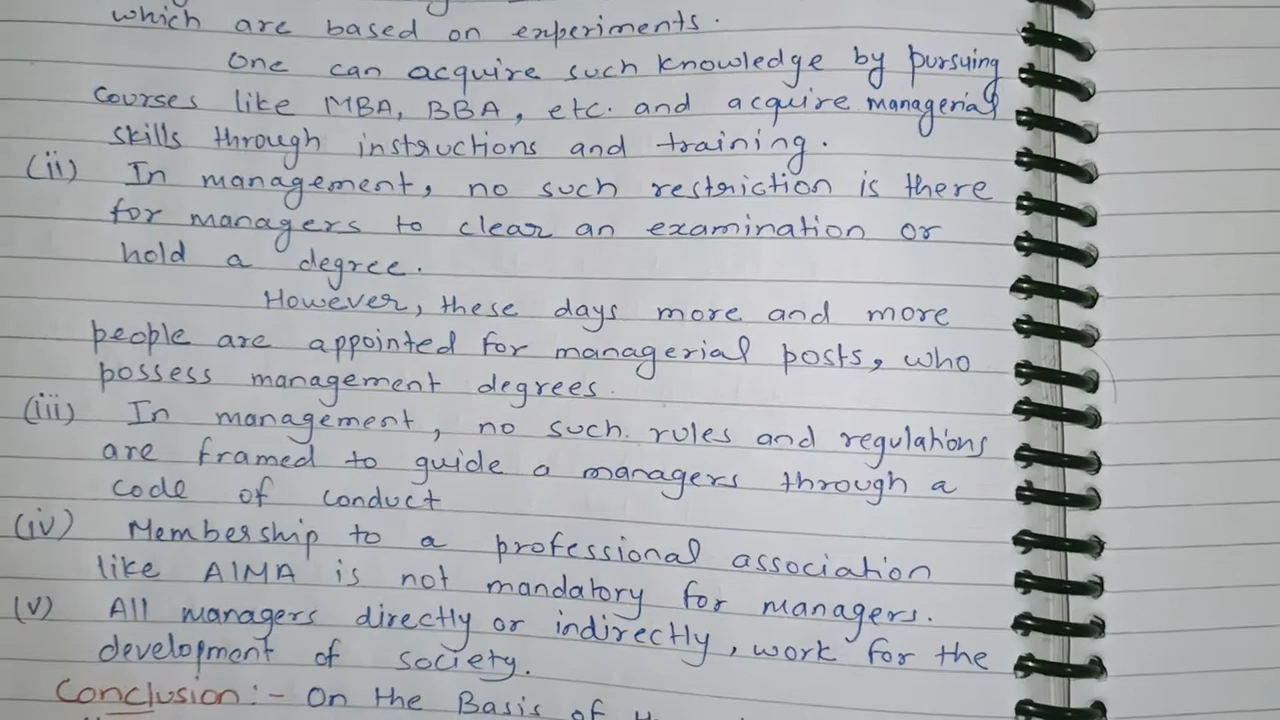 which are based on experiments.
One can acquire such knowledge by pursuing
courses like MBA, BBA, etc. and acquire managerial
skills through instructions and training.
(ii) In management, no such restriction is there
for managers to clear an examination or
hold a degree.
However, these days more and more
people are appointed for managerial posts, who
possess management degrees.
(iii) In management, no such rules and regulations
are framed to guide a managers through a
code of conduct
(iv) Membership to a professional association
like AIMA is not mandatory for managers.
(v) All managers directly or indirectly, work for the
development of society.
Conclusion:- On the Basis of